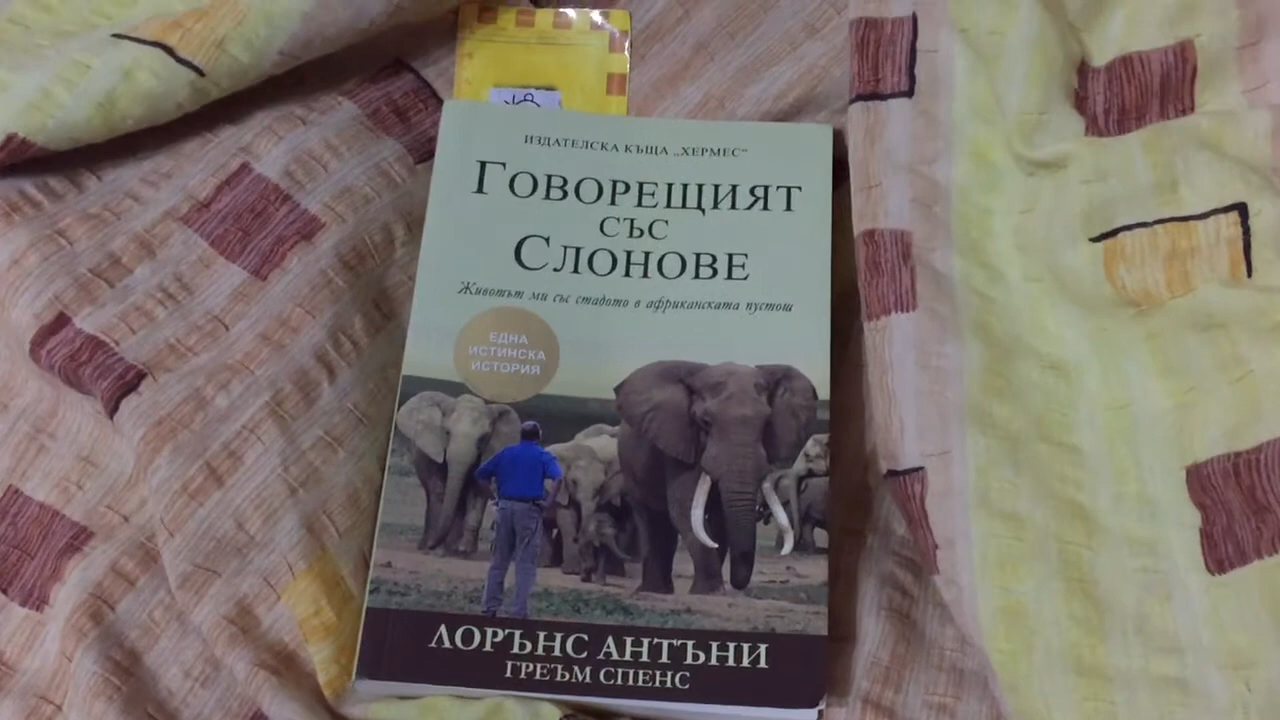 ИЗДАТЕЛСКА КЪЩА „ХЕРМЕС“
ГОВОРЕЩИЯТ
СЪС
СЛОНОВЕ
Животът ми със стадото в африканската пустош
ЕДНА
ИСТИНСКА
ИСТОРИЯ
ЛОРЪНС АНТЪНИ
ГРЕЪМ СПЕНС